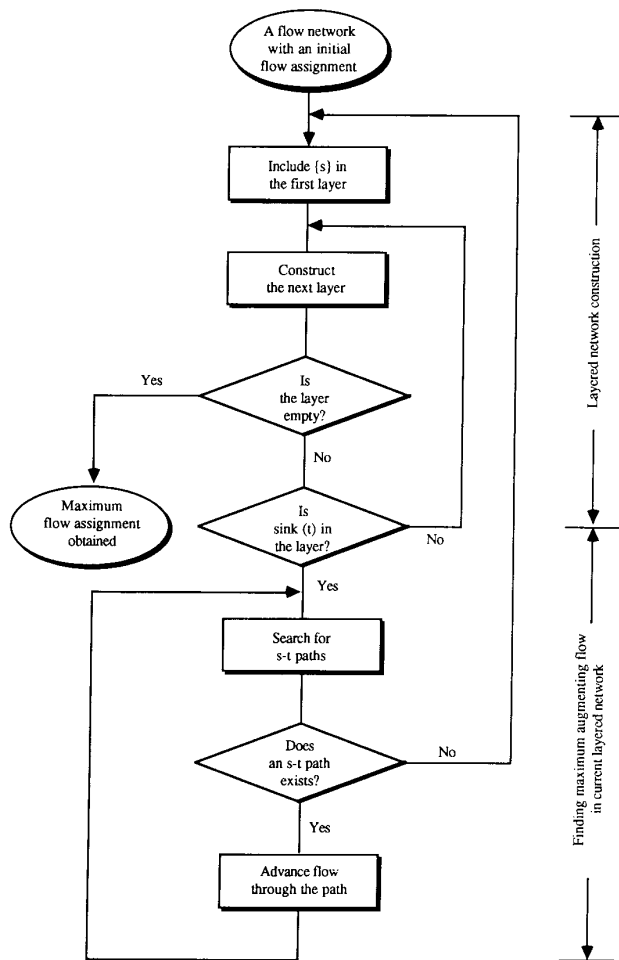 A flow network
with an initial
flow assignment
Include {s} in
the first layer
Construct
the next layer
Layered network construction
Yes
Is
the layer
empty?
No
Maximum
flow assignment
obtained
Is
sink (t) in
the layer?
No
Yes
Search for
s-t paths
Does
an s-t path
exists?
No
Yes
Finding maximum augmenting flow
in current layered network
Advance flow
through the path